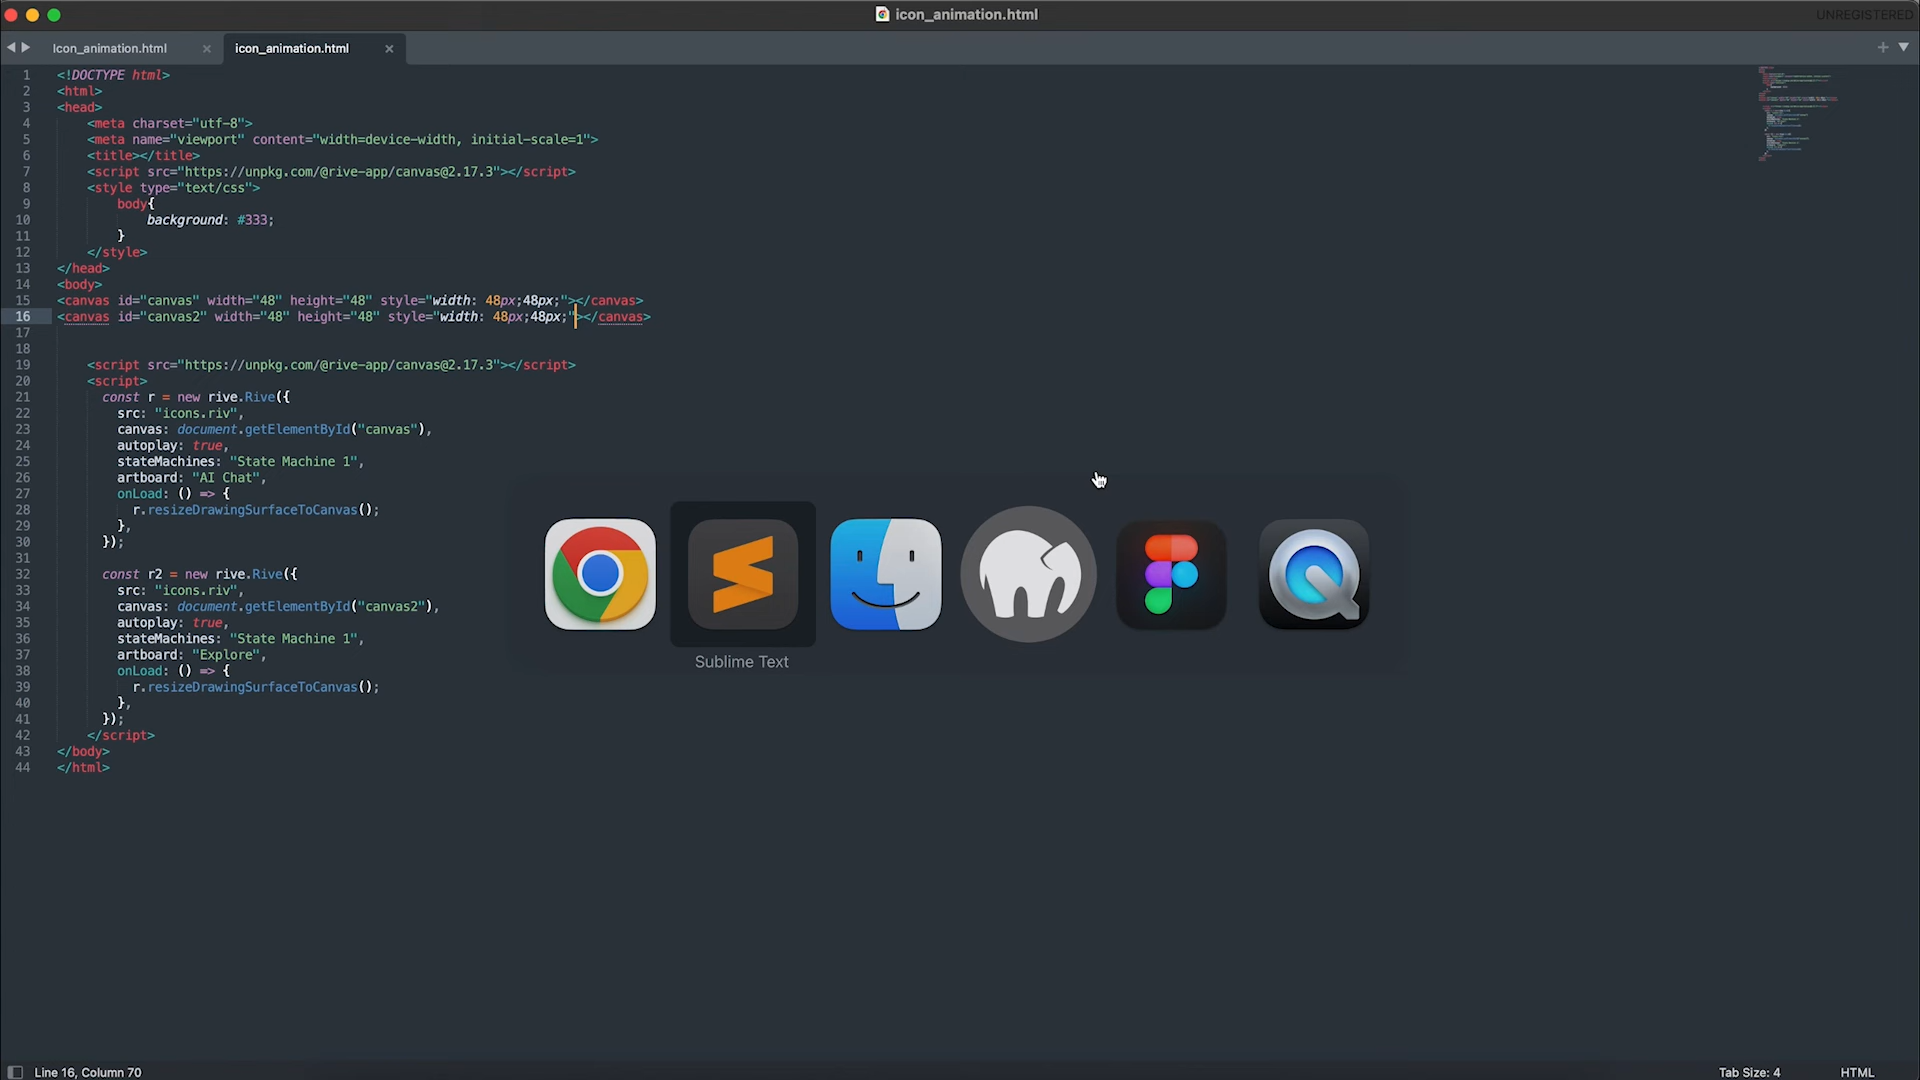 icon_animation.html
UNREGISTERED
Icon_animation.html
icon_animation.html
1 <!DOCTYPE html>
2 <html>
3 <head>
4 <meta charset="utf-8">
5 <meta name="viewport" content="width=device-width, initial-scale=1">
6 <title></title>
7 <script src="https://unpkg.com/@rive-app/canvas@2.17.3"></script>
8 <style type="text/css">
9 body{
10 background: #333;
11 }
12 </style>
13 </head>
14 <body>
15 <canvas id="canvas" width="48" height="48" style="width: 48px;48px;"></canvas>
16 <canvas id="canvas2" width="48" height="48" style="width: 48px;48px;"></canvas>
17
18
19 <script src="https://unpkg.com/@rive-app/canvas@2.17.3"></script>
20 <script>
21 const r = new rive.Rive({
22 src: "icons.riv",
23 canvas: document.getElementById("canvas"),
24 autoplay: true,
25 stateMachines: "State Machine 1",
26 artboard: "AI Chat",
27 onLoad: () => {
28 r.resizeDrawingSurfaceToCanvas();
29 },
30 });
31
32 const r2 = new rive.Rive({
33 src: "icons.riv",
34 canvas: document.getElementById("canvas2"),
35 autoplay: true,
36 stateMachines: "State Machine 1",
37 artboard: "Explore",
38 onLoad: () => {
39 r.resizeDrawingSurfaceToCanvas();
40 },
41 });
42 </script>
43 </body>
44 </html>
Sublime Text
Line 16, Column 70
Tab Size: 4
HTML